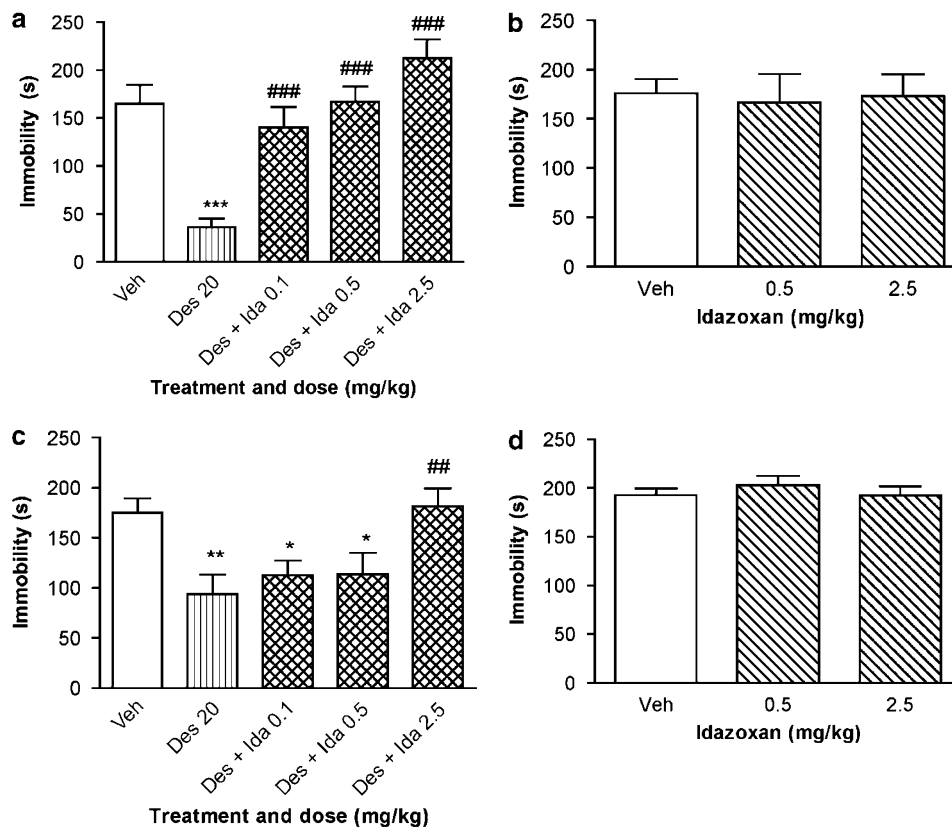 a
250
200
150
100
50
0
Immobility (s)
***
###
###
###
Veh
Des 20
Des + Ida 0.1
Des + Ida 0.5
Des + Ida 2.5
Treatment and dose (mg/kg)
b
250
200
150
100
50
0
Immobility (s)
Veh
0.5
2.5
Idazoxan (mg/kg)
c
250
200
150
100
50
0
Immobility (s)
**
*
*
##
Veh
Des 20
Des + Ida 0.1
Des + Ida 0.5
Des + Ida 2.5
Treatment and dose (mg/kg)
d
250
200
150
100
50
0
Immobility (s)
Veh
0.5
2.5
Idazoxan (mg/kg)